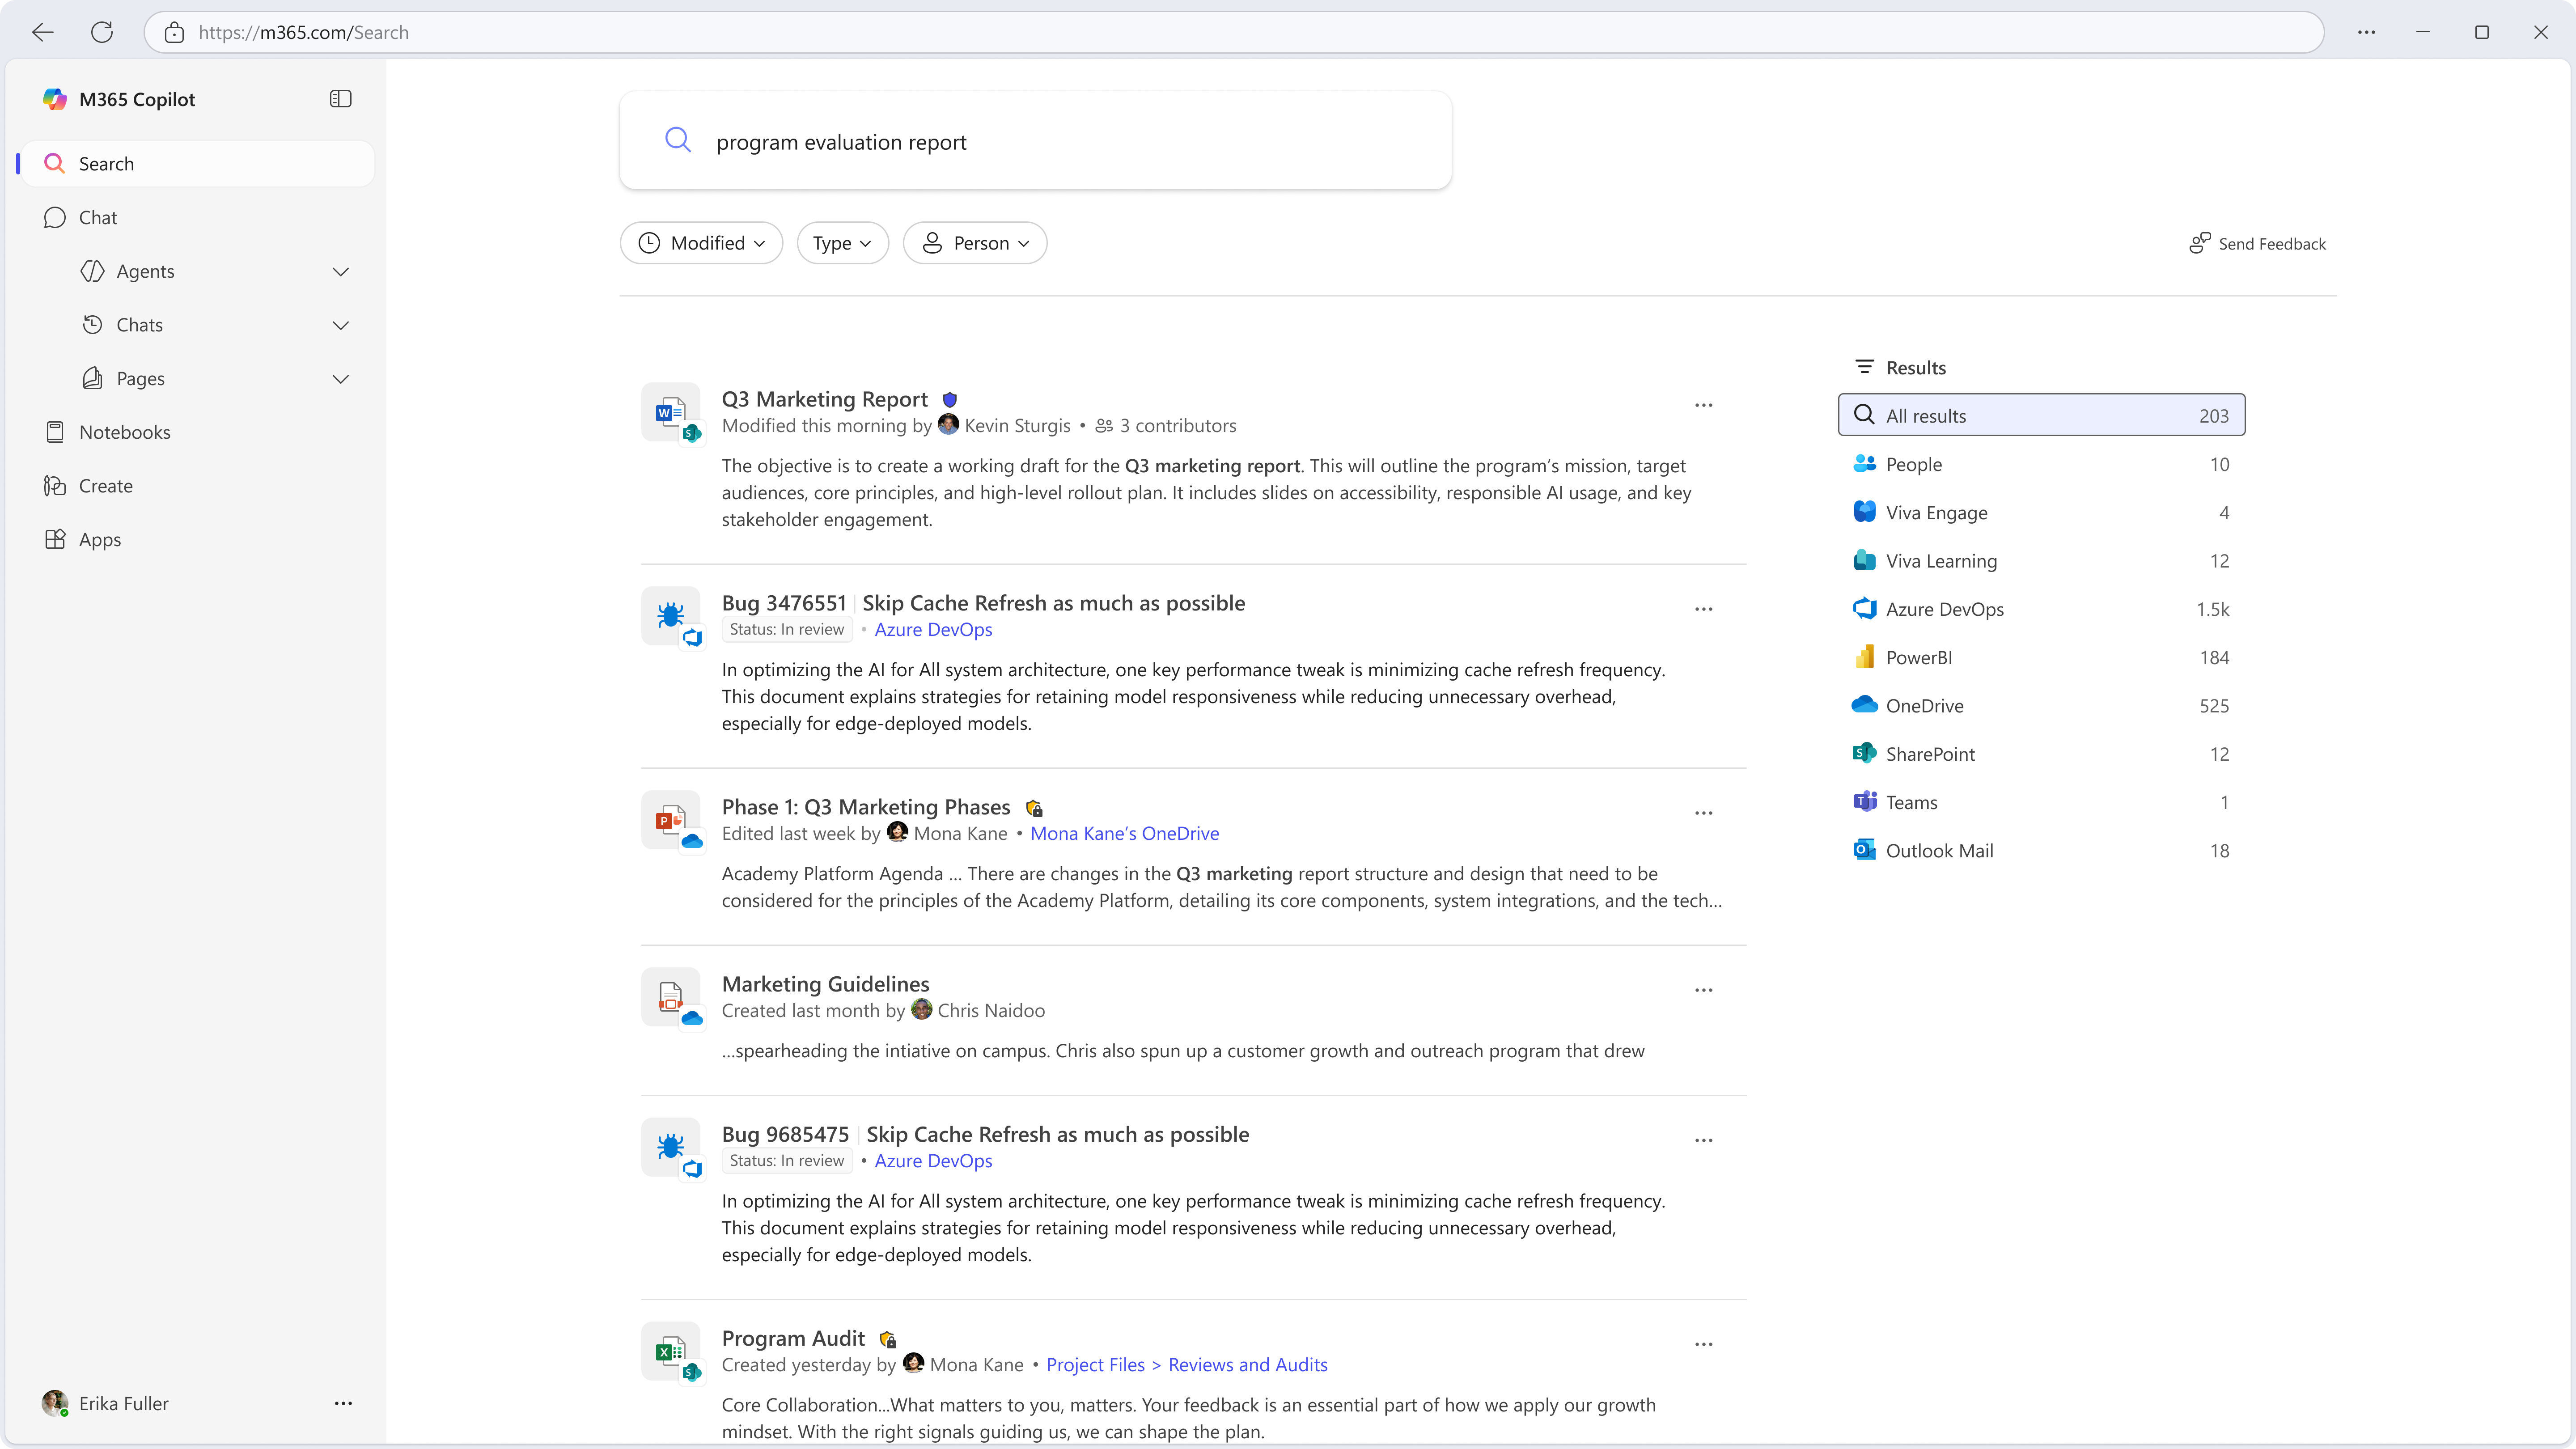 https://m365.com/Search
M365 Copilot
Search
Chat
Agents
Chats
Pages
Notebooks
Create
Apps
Erika Fuller
program evaluation report
Modified
Type
Person
Send Feedback
Q3 Marketing Report
Modified this morning by Kevin Sturgis • 3 contributors
The objective is to create a working draft for the Q3 marketing report. This will outline the program’s mission, target
audiences, core principles, and high-level rollout plan. It includes slides on accessibility, responsible AI usage, and key
stakeholder engagement.
Bug 3476551 | Skip Cache Refresh as much as possible
Status: In review • Azure DevOps
In optimizing the AI for All system architecture, one key performance tweak is minimizing cache refresh frequency.
This document explains strategies for retaining model responsiveness while reducing unnecessary overhead,
especially for edge-deployed models.
Phase 1: Q3 Marketing Phases
Edited last week by Mona Kane • Mona Kane’s OneDrive
Academy Platform Agenda ... There are changes in the Q3 marketing report structure and design that need to be
considered for the principles of the Academy Platform, detailing its core components, system integrations, and the tech...
Marketing Guidelines
Created last month by Chris Naidoo
...spearheading the intiative on campus. Chris also spun up a customer growth and outreach program that drew
Bug 9685475 | Skip Cache Refresh as much as possible
Status: In review • Azure DevOps
In optimizing the AI for All system architecture, one key performance tweak is minimizing cache refresh frequency.
This document explains strategies for retaining model responsiveness while reducing unnecessary overhead,
especially for edge-deployed models.
Program Audit
Created yesterday by Mona Kane • Project Files > Reviews and Audits
Core Collaboration...What matters to you, matters. Your feedback is an essential part of how we apply our growth
mindset. With the right signals guiding us, we can shape the plan.
Results
All results 203
People 10
Viva Engage 4
Viva Learning 12
Azure DevOps 1.5k
PowerBI 184
OneDrive 525
SharePoint 12
Teams 1
Outlook Mail 18